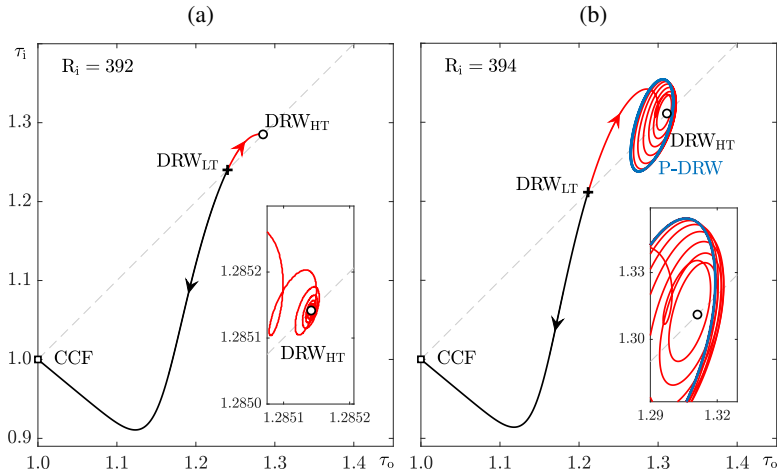 (a)
τi
Ri = 392
1.3
1.2
1.1
1.0
0.9
DRWHT
DRWLT
CCF
1.2852
1.2851
1.2850
DRWHT
1.2851
1.2852
1.0
1.1
1.2
1.3
1.4
τo
(b)
Ri = 394
DRWHT
P-DRW
DRWLT
CCF
1.33
1.30
1.29
1.32
1.0
1.1
1.2
1.3
1.4
τo